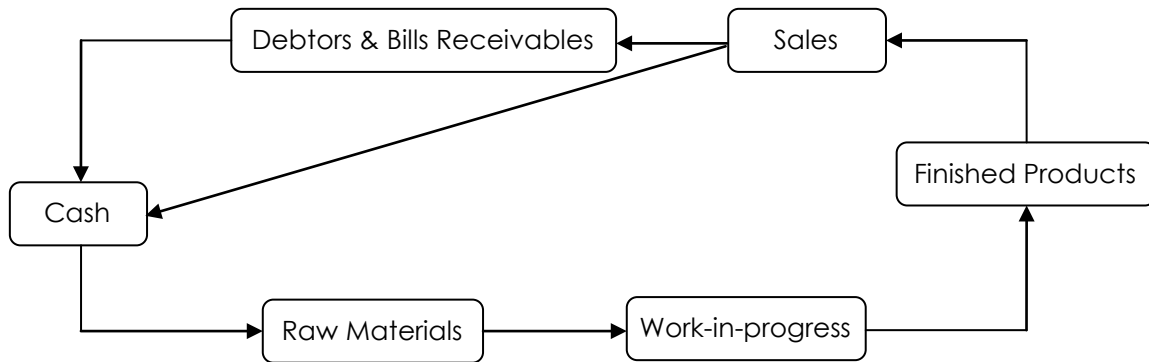 Debtors & Bills Receivables
Sales
Finished Products
Cash
Raw Materials
Work-in-progress